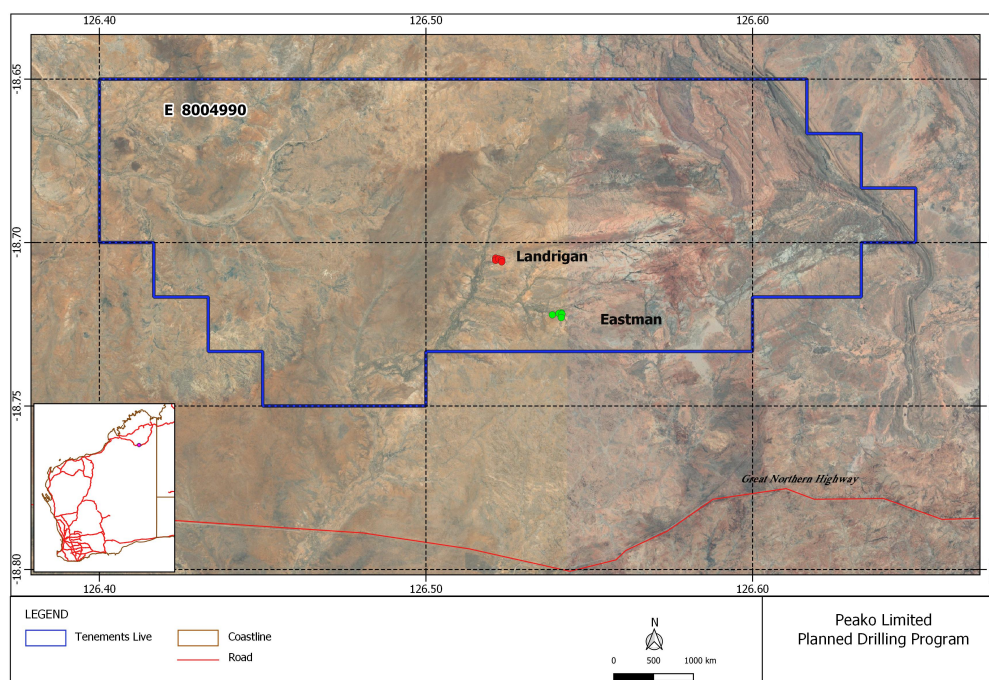 126.40 126.50 126.60
-18.65
E 8004990
-18.70
Landrigan
Eastman
-18.75
Great Northern Highway
-18.80
126.40 126.50 126.60
LEGEND
Tenements Live
Coastline
Road
N
0 500 1000 km
Peako Limited
Planned Drilling Program